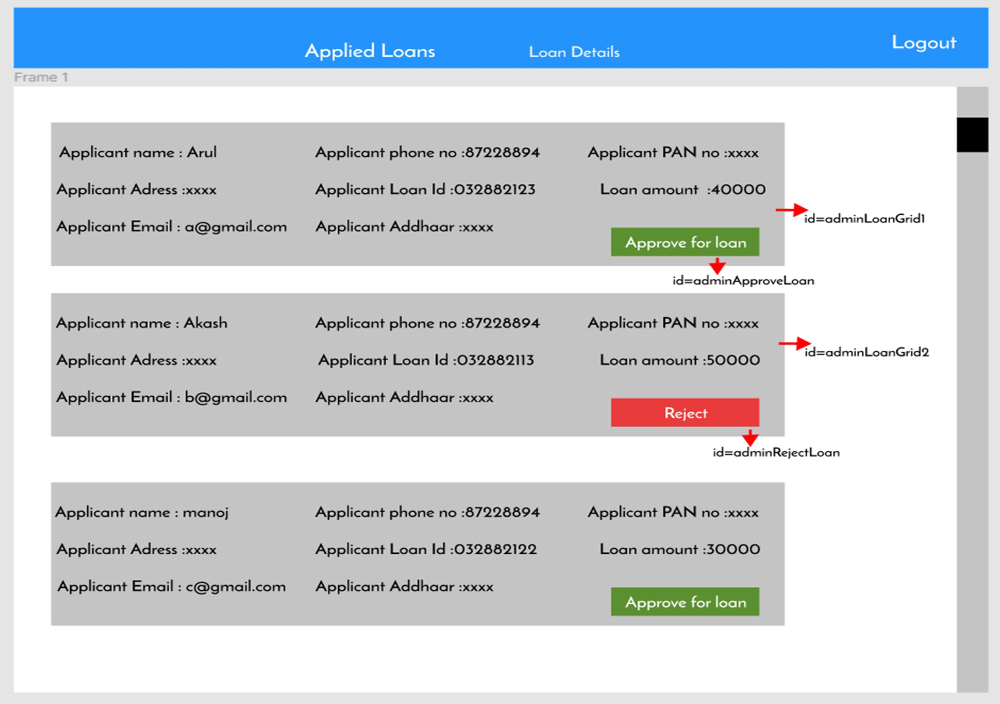 Applied Loans Loan Details Logout
Frame 1
Applicant name : Arul Applicant phone no :87228894 Applicant PAN no :xxxx
Applicant Adress :xxxx Applicant Loan Id :032882123 Loan amount :40000
id=adminLoanGrid1
Applicant Email : a@gmail.com Applicant Addhaar :xxxx
Approve for loan
id=adminApproveLoan
Applicant name : Akash Applicant phone no :87228894 Applicant PAN no :xxxx
id=adminLoanGrid2
Applicant Adress :xxxx Applicant Loan Id :032882113 Loan amount :50000
Applicant Email : b@gmail.com Applicant Addhaar :xxxx
Reject
id=adminRejectLoan
Applicant name : manoj Applicant phone no :87228894 Applicant PAN no :xxxx
Applicant Adress :xxxx Applicant Loan Id :032882122 Loan amount :30000
Applicant Email : c@gmail.com Applicant Addhaar :xxxx
Approve for loan